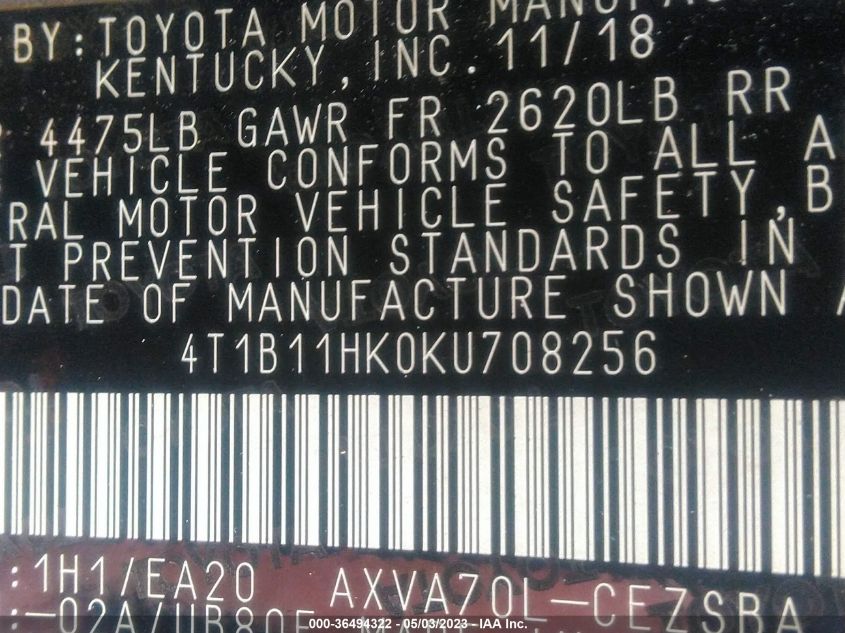 BY: TOYOTA MOTOR MANUFAC
KENTUCKY, INC. 11/18
4475LB GAWR FR 2620LB RR
VEHICLE CONFORMS TO ALL A
RAL MOTOR VEHICLE SAFETY, B
T PREVENTION STANDARDS IN
DATE OF MANUFACTURE SHOWN A
4T1B11HK0KU708256
:1H1/EA20 AXVA70L-CEZSBA
000-36494322 - 05/03/2023 - IAA Inc.